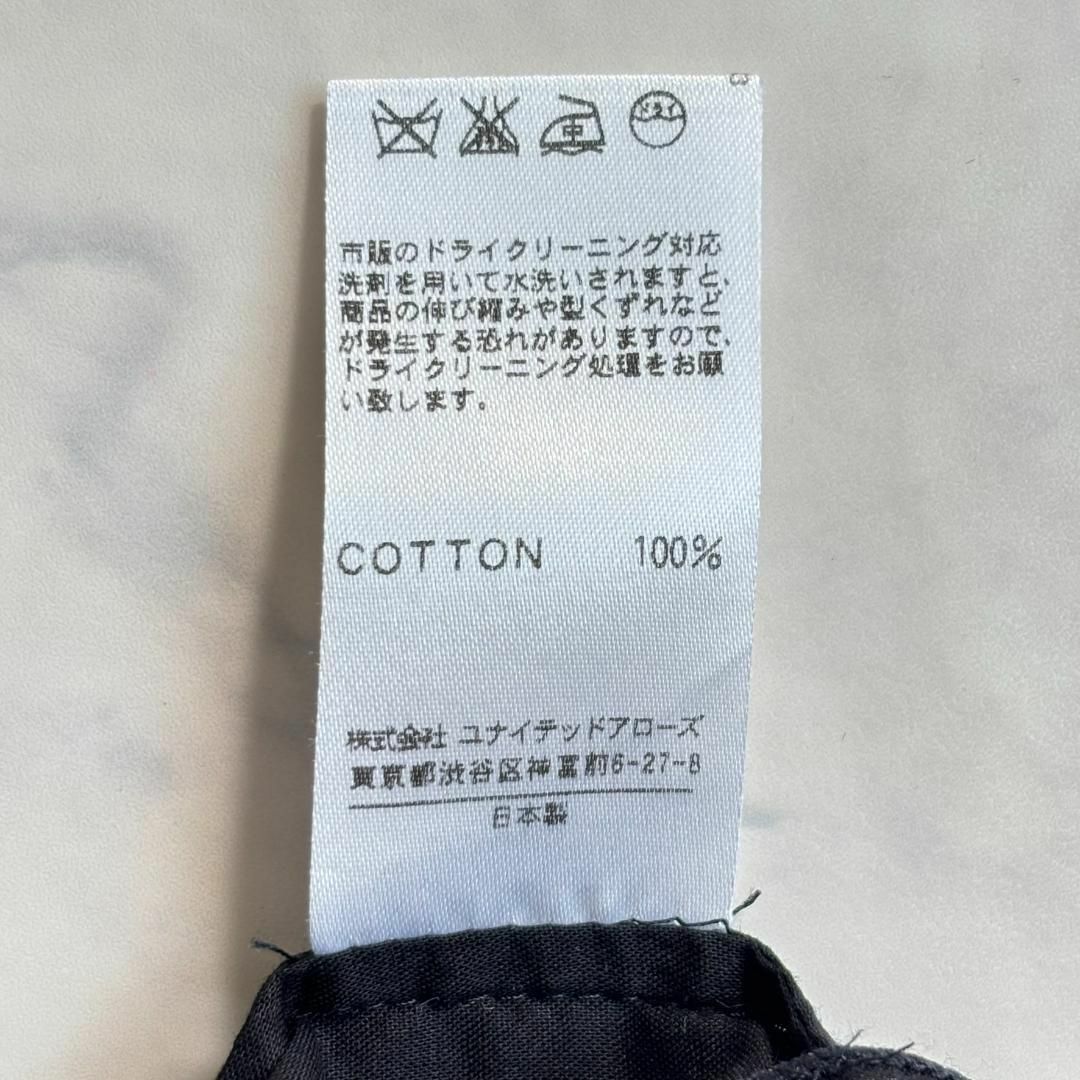 中 ドライ
市販のドライクリーニング対応
洗剤を用いて水洗いされますと、
商品の伸び縮みや型くずれなど
が発生する恐れがありますので、
ドライクリーニング処理をお願
い致します。
COTTON 100%
株式会社 ユナイテッドアローズ
東京都渋谷区神宮前6-27-8
日本製